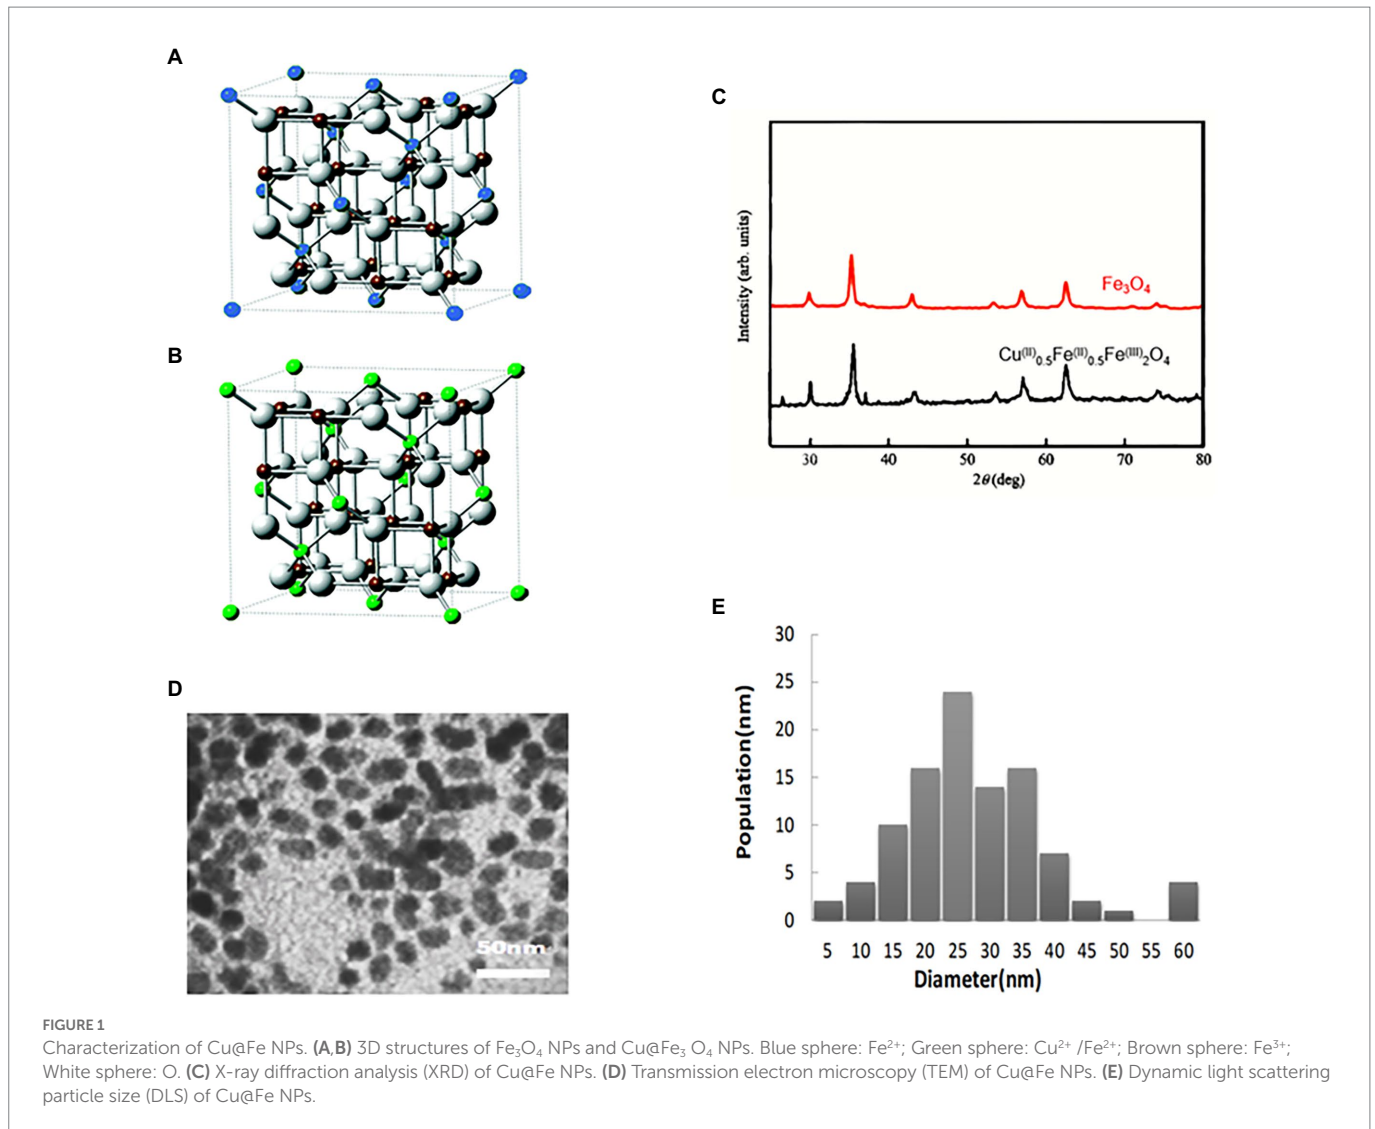 A
B
C
Intensity (arb. units)
Fe₃O₄
Cu⁽ᴵᴵ⁾₀.₅Fe⁽ᴵᴵ⁾₀.₅Fe⁽ᴵᴵᴵ⁾₂O₄
30 40 50 60 70 80
2θ(deg)
D
50nm
E
Population(nm)
30
25
20
15
10
5
0
5 10 15 20 25 30 35 40 45 50 55 60
Diameter(nm)
FIGURE 1
Characterization of Cu@Fe NPs. (A,B) 3D structures of Fe₃O₄ NPs and Cu@Fe₃ O₄ NPs. Blue sphere: Fe²⁺; Green sphere: Cu²⁺ /Fe²⁺; Brown sphere: Fe³⁺;
White sphere: O. (C) X-ray diffraction analysis (XRD) of Cu@Fe NPs. (D) Transmission electron microscopy (TEM) of Cu@Fe NPs. (E) Dynamic light scattering
particle size (DLS) of Cu@Fe NPs.